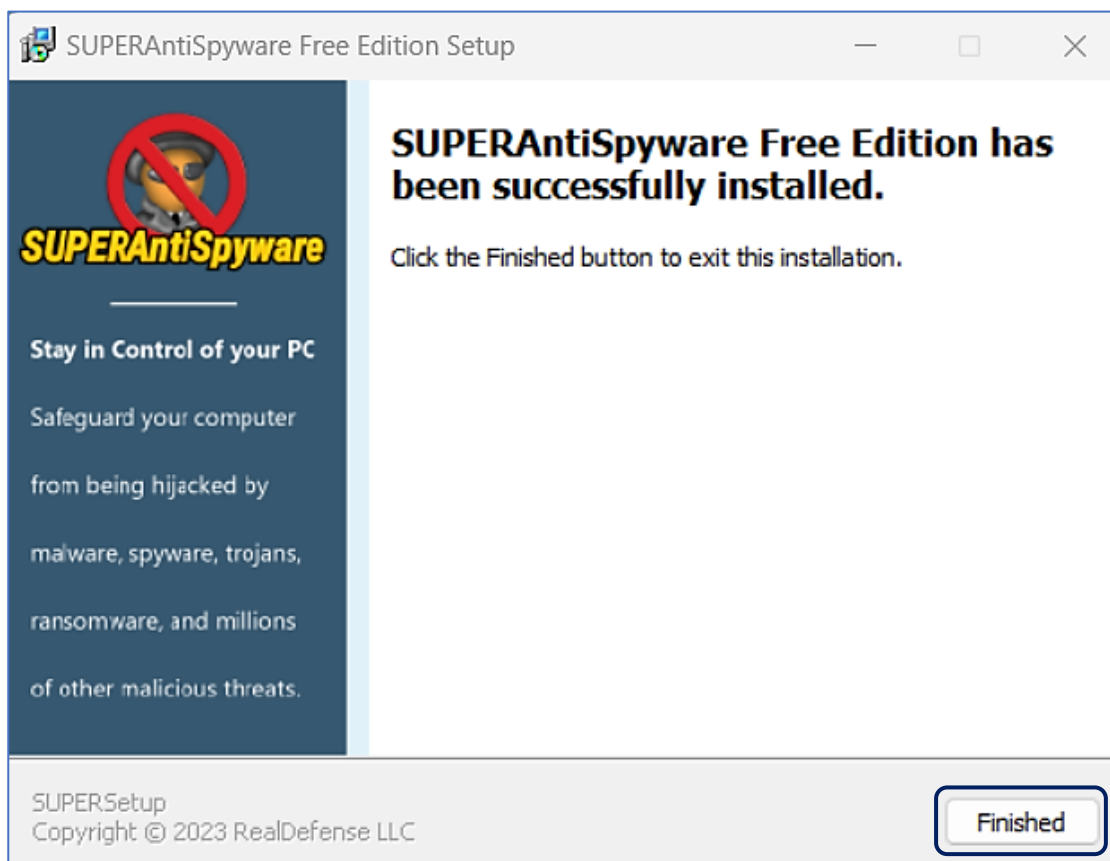 SUPERAntiSpyware Free Edition Setup
SUPERAntiSpyware
Stay in Control of your PC
Safeguard your computer
from being hijacked by
malware, spyware, trojans,
ransomware, and millions
of other malicious threats.
SUPERAntiSpyware Free Edition has
been successfully installed.
Click the Finished button to exit this installation.
SUPERSetup
Copyright © 2023 RealDefense LLC
Finished